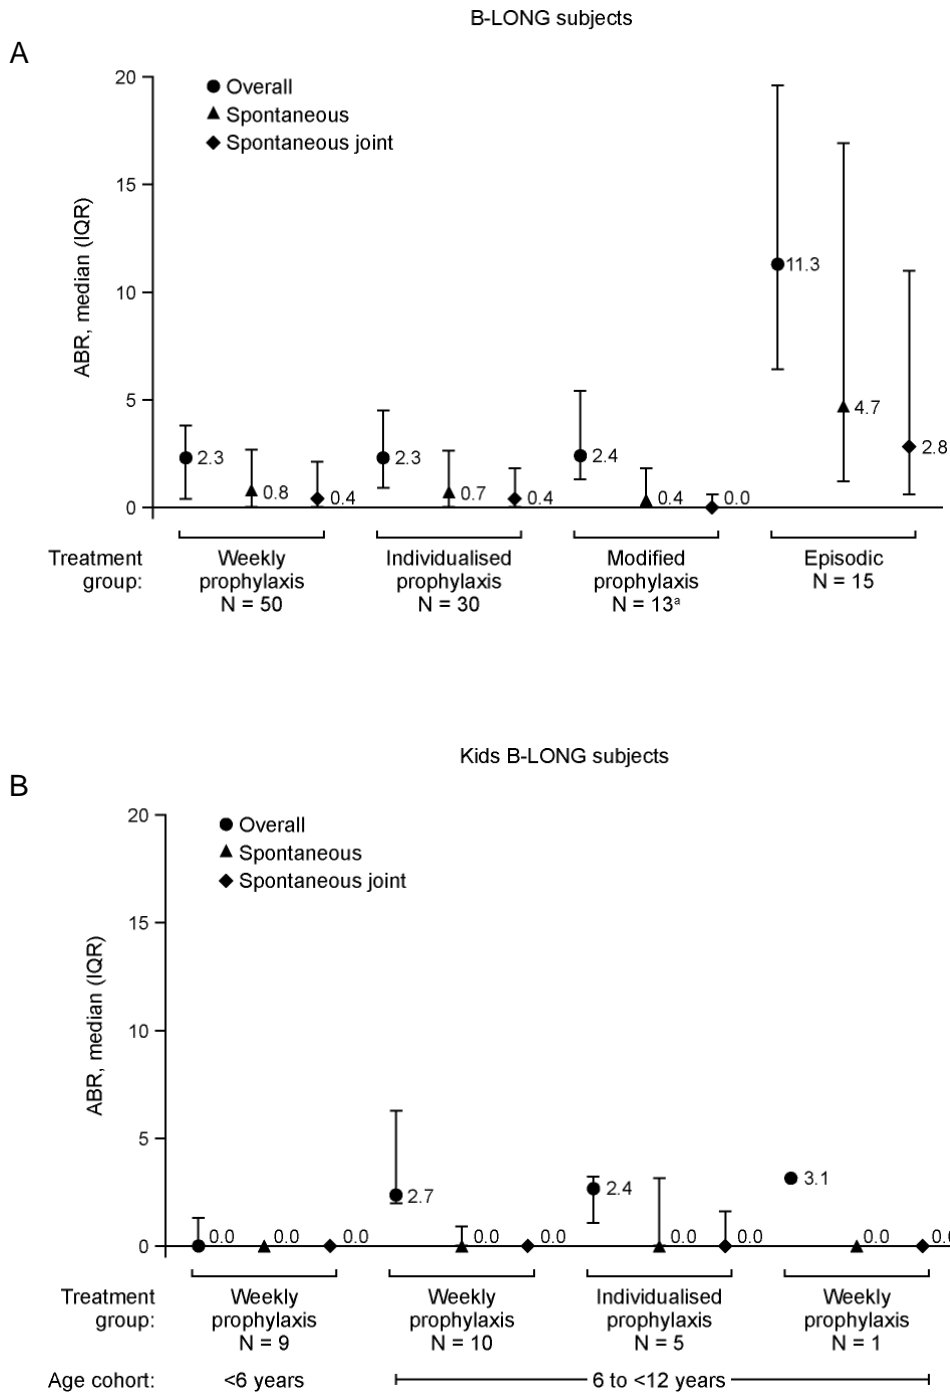 B-LONG subjects
A
20
15
10
5
0
ABR, median (IQR)
Overall
Spontaneous
Spontaneous joint
2.3
0.8
0.4
2.3
0.7
0.4
2.4
0.4
0.0
11.3
4.7
2.8
Treatment group:
Weekly prophylaxis
N = 50
Individualised prophylaxis
N = 30
Modified prophylaxis
N = 13ª
Episodic
N = 15
Kids B-LONG subjects
B
20
15
10
5
0
ABR, median (IQR)
Overall
Spontaneous
Spontaneous joint
0.0
0.0
0.0
2.7
0.0
0.0
2.4
0.0
0.0
3.1
0.0
Treatment group:
Weekly prophylaxis
N = 9
Weekly prophylaxis
N = 10
Individualised prophylaxis
N = 5
Weekly prophylaxis
N = 1
Age cohort:
<6 years
6 to <12 years